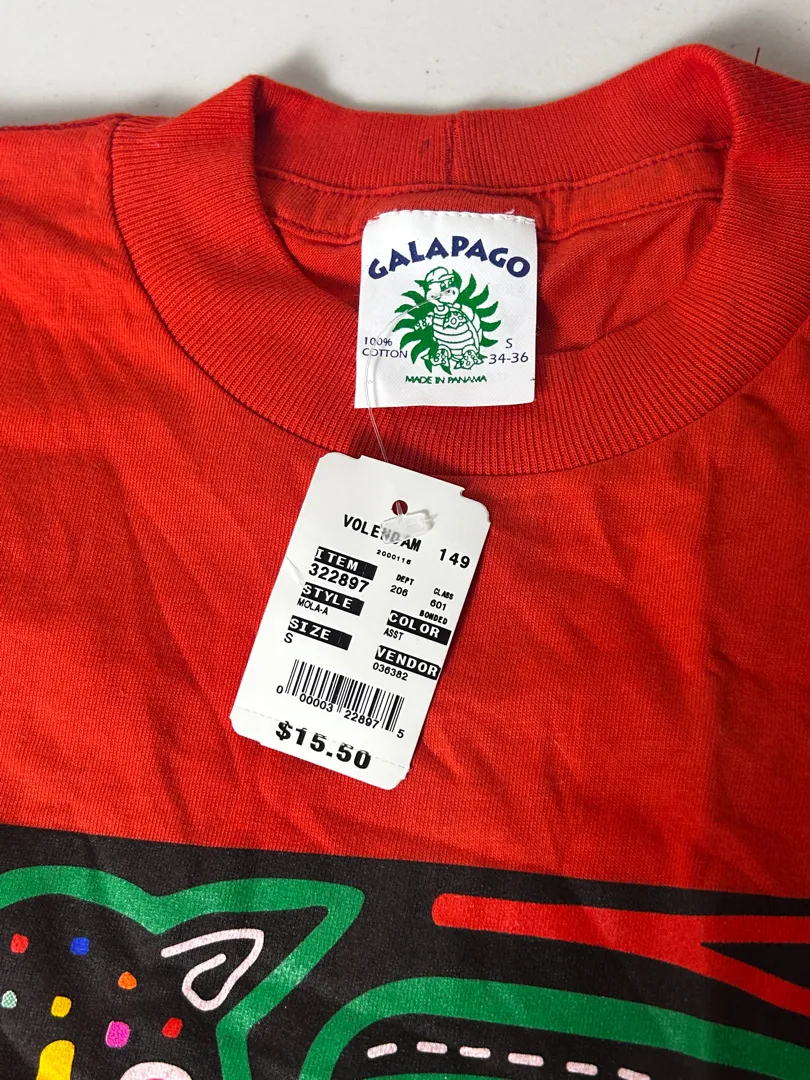 GALAPAGO
100%
COTTON
S
34-36
MADE IN PANAMA
VOLENDAM 149
2000116
ITEM
322897
DEPT
206
CLASS
601
BONDED
STYLE
MOLA-A
COLOR
ASST
SIZE
S
VENDOR
036382
0 00003 22897 5
$15.50